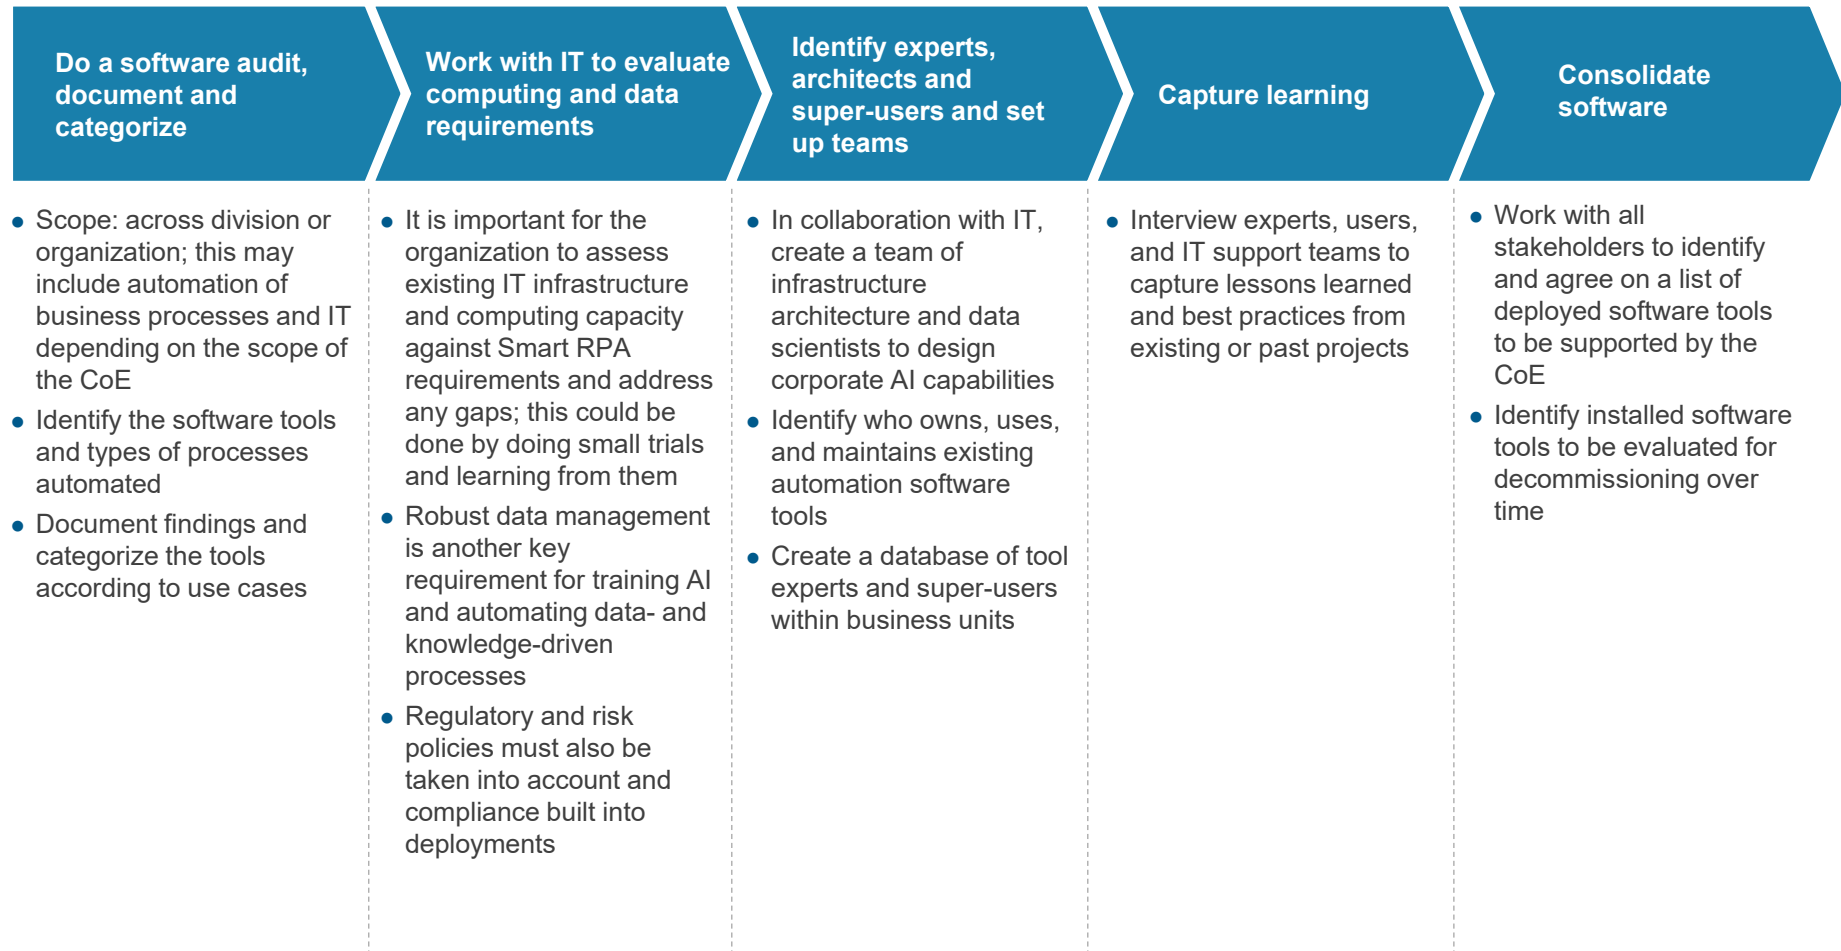 Do a software audit,
document and
categorize
Work with IT to evaluate
computing and data
requirements
Identify experts,
architects and
super-users and set
up teams
Capture learning
Consolidate
software
• Scope: across division or
organization; this may
include automation of
business processes and IT
depending on the scope of
the CoE
• Identify the software tools
and types of processes
automated
• Document findings and
categorize the tools
according to use cases
• It is important for the
organization to assess
existing IT infrastructure
and computing capacity
against Smart RPA
requirements and address
any gaps; this could be
done by doing small trials
and learning from them
• Robust data management
is another key
requirement for training AI
and automating data- and
knowledge-driven
processes
• Regulatory and risk
policies must also be
taken into account and
compliance built into
deployments
• In collaboration with IT,
create a team of
infrastructure
architecture and data
scientists to design
corporate AI capabilities
• Identify who owns, uses,
and maintains existing
automation software
tools
• Create a database of tool
experts and super-users
within business units
• Interview experts, users,
and IT support teams to
capture lessons learned
and best practices from
existing or past projects
• Work with all
stakeholders to identify
and agree on a list of
deployed software tools
to be supported by the
CoE
• Identify installed software
tools to be evaluated for
decommissioning over
time